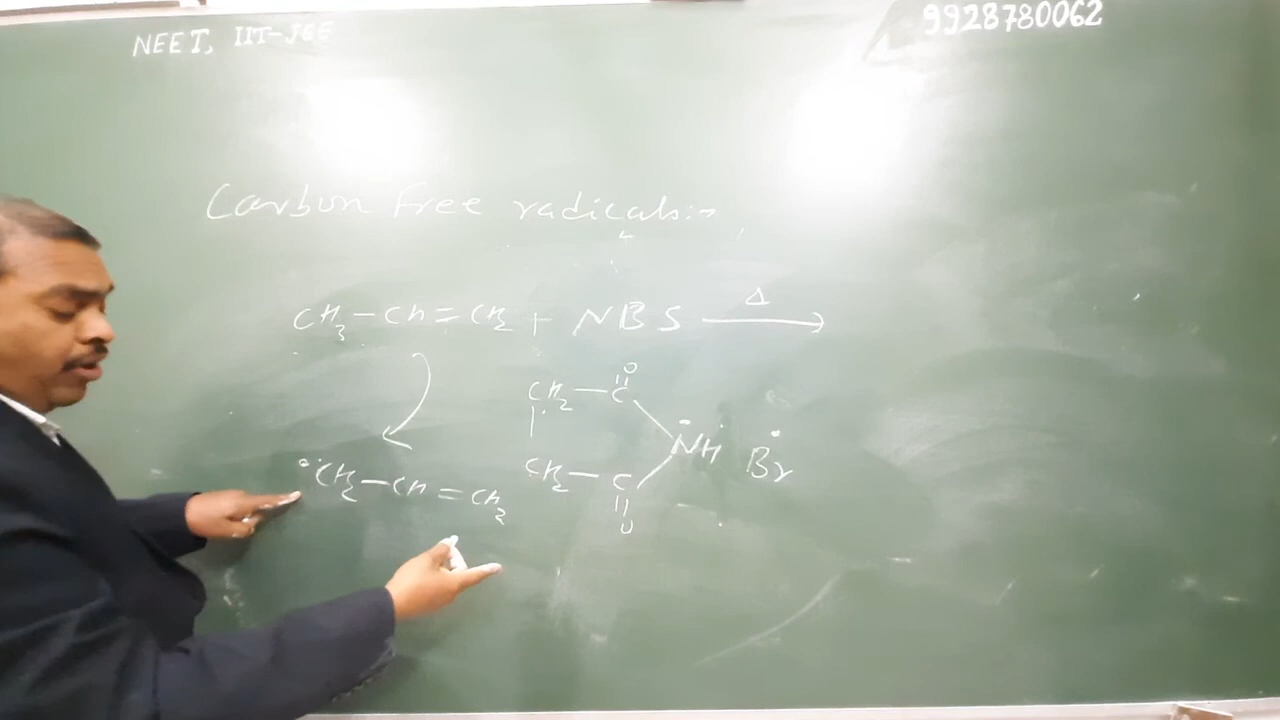 NEET, IIT-JEE
9928780062
Carbon Free radicals:-
CH3-CH=CH2 + NBS Δ→
O
CH2-C
NH Br
•CH2-CH=CH2
CH2-C
O